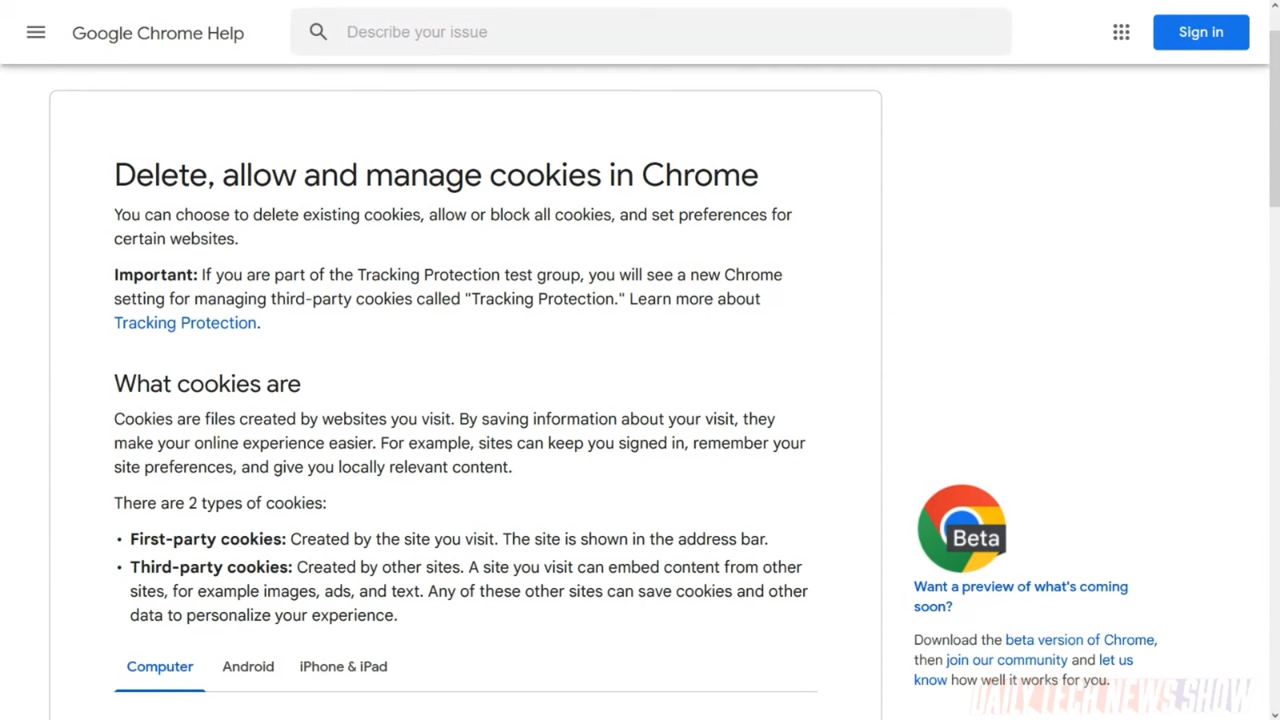 Google Chrome Help
Describe your issue
Sign in
Delete, allow and manage cookies in Chrome
You can choose to delete existing cookies, allow or block all cookies, and set preferences for
certain websites.
Important: If you are part of the Tracking Protection test group, you will see a new Chrome
setting for managing third-party cookies called "Tracking Protection." Learn more about
Tracking Protection.
What cookies are
Cookies are files created by websites you visit. By saving information about your visit, they
make your online experience easier. For example, sites can keep you signed in, remember your
site preferences, and give you locally relevant content.
There are 2 types of cookies:
• First-party cookies: Created by the site you visit. The site is shown in the address bar.
• Third-party cookies: Created by other sites. A site you visit can embed content from other
sites, for example images, ads, and text. Any of these other sites can save cookies and other
data to personalize your experience.
Computer Android iPhone & iPad
Beta
Want a preview of what's coming
soon?
Download the beta version of Chrome,
then join our community and let us
know how well it works for you.
DAILY TECH NEWS SHOW